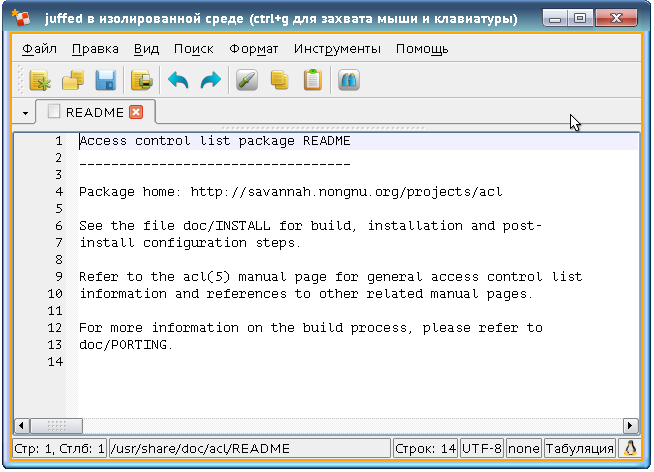 juffed в изолированной среде (ctrl+g для захвата мыши и клавиатуры)
Файл Правка Вид Поиск Формат Инструменты Помощь
README
1 Access control list package README
2 __________________________________
3
4 Package home: http://savannah.nongnu.org/projects/acl
5
6 See the file doc/INSTALL for build, installation and post-
7 install configuration steps.
8
9 Refer to the acl(5) manual page for general access control list
10 information and references to other related manual pages.
11
12 For more information on the build process, please refer to
13 doc/PORTING.
14
Стр: 1, Стлб: 1 /usr/share/doc/acl/README Строк: 14 UTF-8 none Табуляция